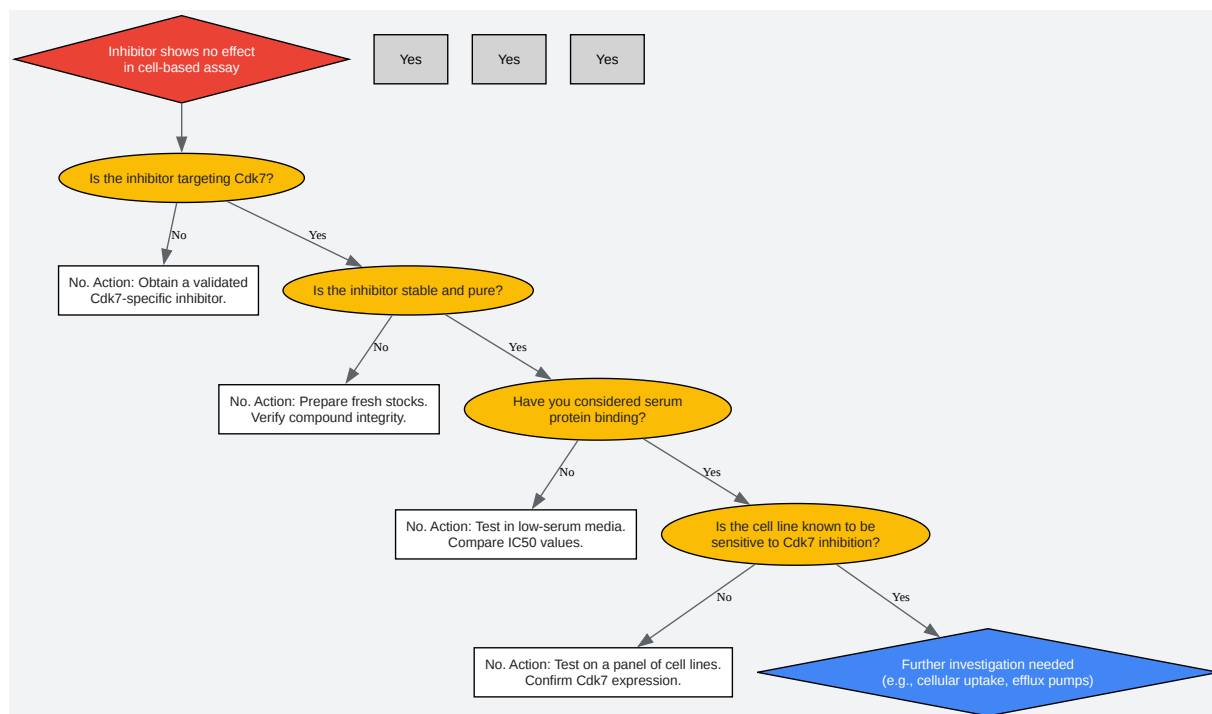 Inhibitor shows no effect
in cell-based assay
Yes
Yes
Yes
Is the inhibitor targeting Cdk7?
No
Yes
No. Action: Obtain a validated
Cdk7-specific inhibitor.
Is the inhibitor stable and pure?
No
Yes
No. Action: Prepare fresh stocks.
Verify compound integrity.
Have you considered serum
protein binding?
No
Yes
No. Action: Test in low-serum media.
Compare IC50 values.
Is the cell line known to be
sensitive to Cdk7 inhibition?
No
Yes
No. Action: Test on a panel of cell lines.
Confirm Cdk7 expression.
Further investigation needed
(e.g., cellular uptake, efflux pumps)